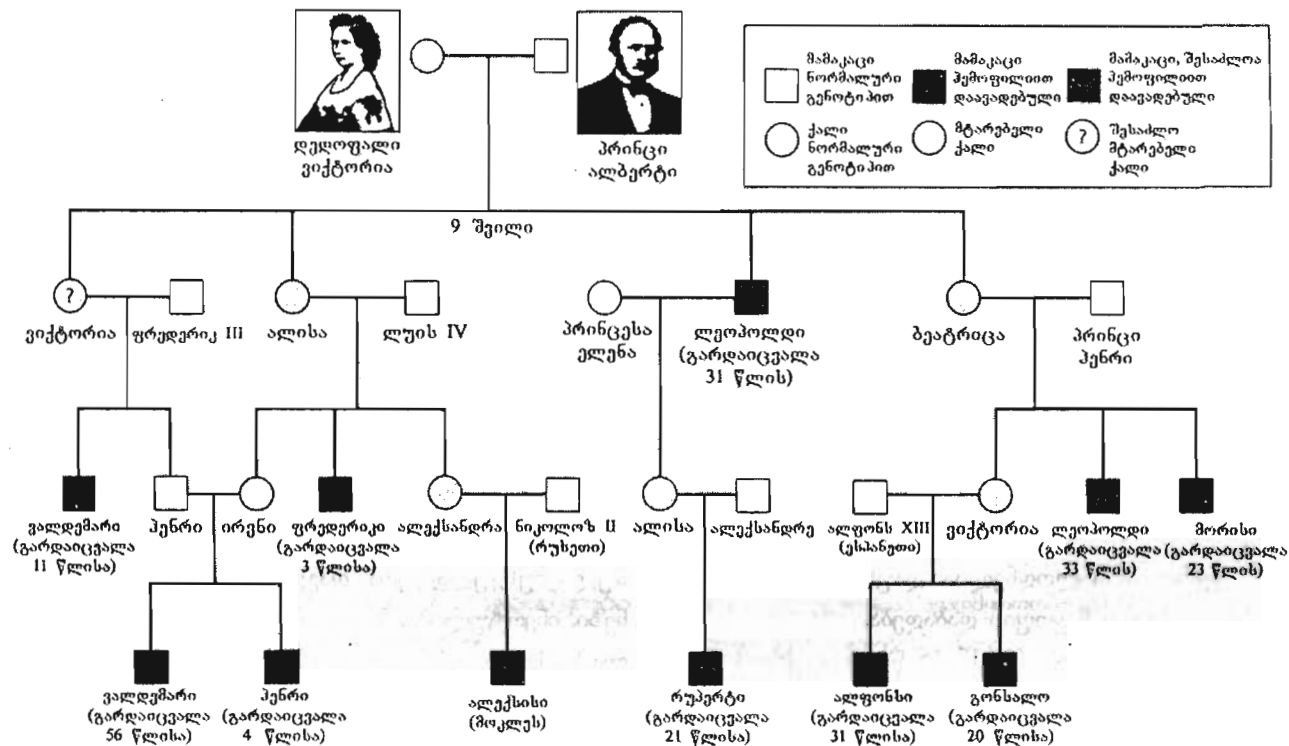 დედოფალი
ვიქტორია
პრინცი
ალბერტი
მამაკაცი
ნორმალური
გენოტიპით
მამაკაცი
ჰემოფილიით
დაავადებული
მამაკაცი, შესაძლოა
ჰემოფილიით
დაავადებული
ქალი
ნორმალური
გენოტიპით
მტარებელი
ქალი
?
შესაძლო
მტარებელი
ქალი
9 შვილი
?
ვიქტორია
ფრედერიკ III
ალისა
ლუის IV
პრინცესა
ელენა
ლეოპოლდი
(გარდაიცვალა
31 წლის)
ბეატრიცა
პრინცი
ჰენრი
ვალდემარი
(გარდაიცვალა
11 წლისა)
ჰენრი
ირენი
ფრედერიკი
(გარდაიცვალა
3 წლისა)
ალექსანდრა
ნიკოლოზ II
(რუსეთი)
ალისა
ალექსანდრე
ალფონს XIII
(ესპანეთი)
ვიქტორია
ლეოპოლდი
(გარდაიცვალა
33 წლის)
მორისი
(გარდაიცვალა
23 წლის)
ვალდემარი
(გარდაიცვალა
56 წლისა)
ჰენრი
(გარდაიცვალა
4 წლისა)
ალექსისი
(მოკლეს)
რუპერტი
(გარდაიცვალა
21 წლისა)
ალფონსი
(გარდაიცვალა
31 წლისა)
გონსალო
(გარდაიცვალა
20 წლისა)